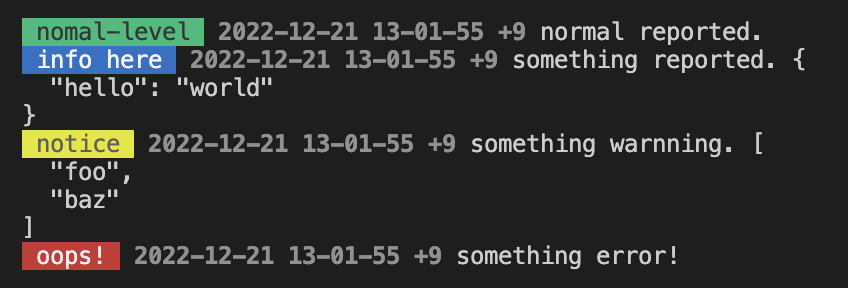 nomal-level 2022-12-21 13-01-55 +9 normal reported.
info here 2022-12-21 13-01-55 +9 something reported. {
  "hello": "world"
}
notice 2022-12-21 13-01-55 +9 something warnning. [
  "foo",
  "baz"
]
oops! 2022-12-21 13-01-55 +9 something error!